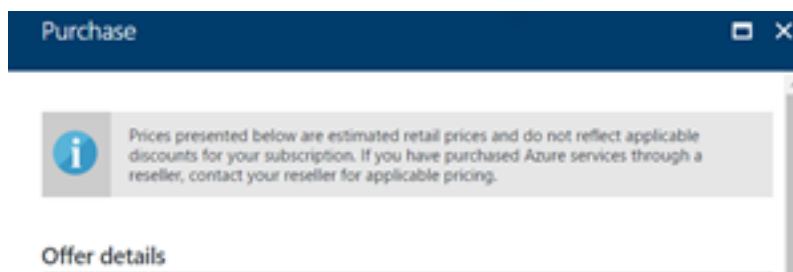 Purchase
Prices presented below are estimated retail prices and do not reflect applicable
discounts for your subscription. If you have purchased Azure services through a
reseller, contact your reseller for applicable pricing.
Offer details